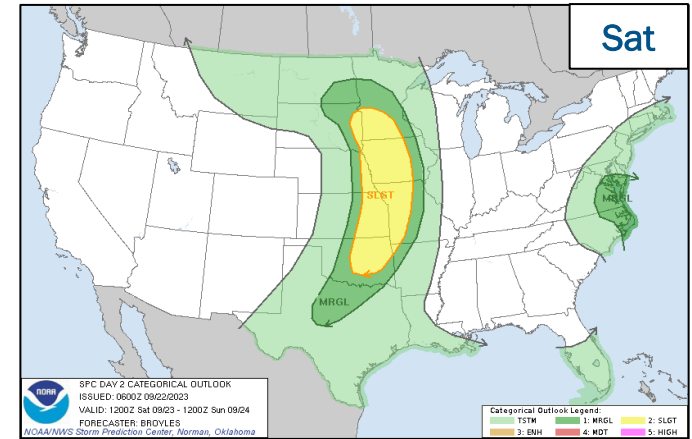 Sat
SLGT
MRGL
MRGL
NOAA
SPC DAY 2 CATEGORICAL OUTLOOK
ISSUED: 0600Z 09/22/2023
VALID: 1200Z Sat 09/23 - 1200Z Sun 09/24
FORECASTER: BROYLES
NOAA/NWS Storm Prediction Center, Norman, Oklahoma
Categorical Outlook Legend:
TSTM 1: MRGL 2: SLGT
3: ENH 4: MDT 5: HIGH